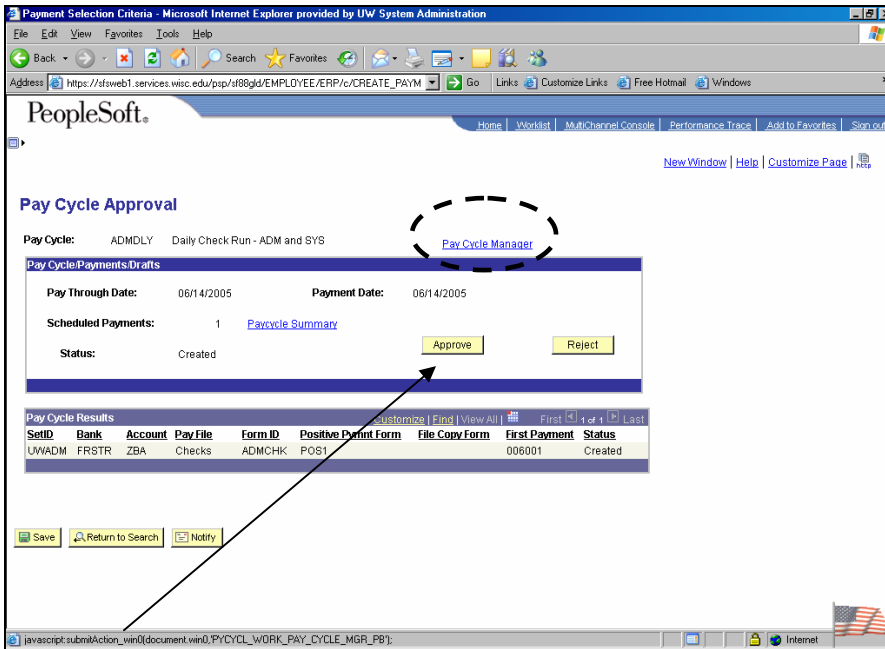 Payment Selection Criteria - Microsoft Internet Explorer provided by UW System Administration
File Edit View Favorites Tools Help
Back Search Favorites
Address https://sfsweb1.services.wisc.edu/psp/sf88gld/EMPLOYEE/ERP/c/CREATE_PAYM Go Links Customize Links Free Hotmail Windows
PeopleSoft.
Home | Worklist | MultiChannel Console | Performance Trace | Add to Favorites | Sign out
New Window | Help | Customize Page | http
Pay Cycle Approval
Pay Cycle: ADMDLY Daily Check Run - ADM and SYS Pay Cycle Manager
Pay Cycle/Payments/Drafts
Pay Through Date: 06/14/2005 Payment Date: 06/14/2005
Scheduled Payments: 1 Paycycle Summary
Approve Reject
Status: Created
Pay Cycle Results Customize | Find | View All | First 1 of 1 Last
SetID Bank Account Pay File Form ID Positive Pymnt Form File Copy Form First Payment Status
UWADM FRSTR ZBA Checks ADMCHK POS1 006001 Created
Save Return to Search Notify
javascript:submitAction_win0(document.win0,'PYCYCL_WORK_PAY_CYCLE_MGR_PB'); Internet